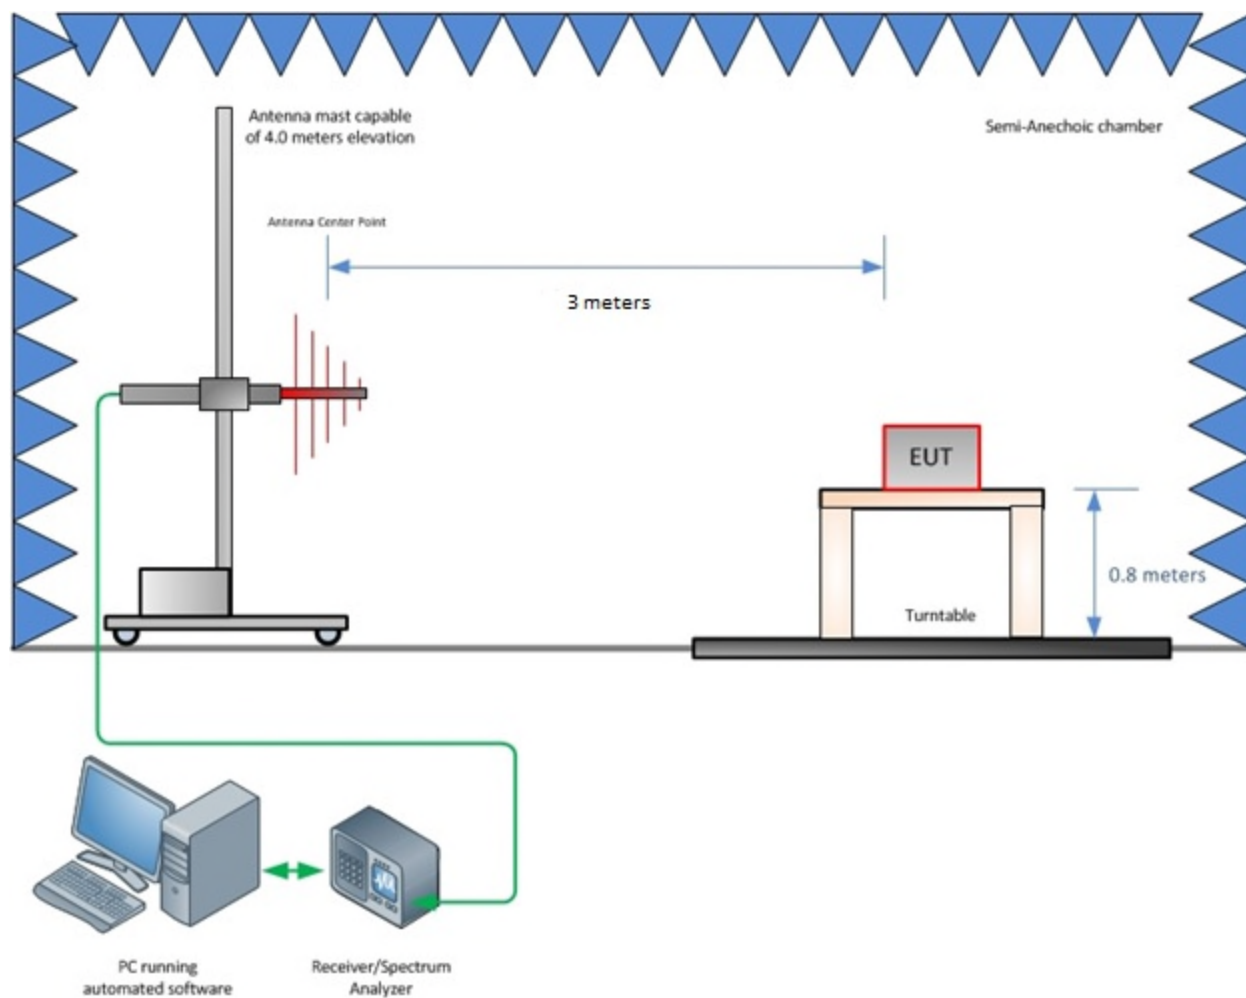 Antenna mast capable
of 4.0 meters elevation
Semi-Anechoic chamber
Antenna Center Point
3 meters
EUT
0.8 meters
Turntable
PC running
automated software
Receiver/Spectrum
Analyzer